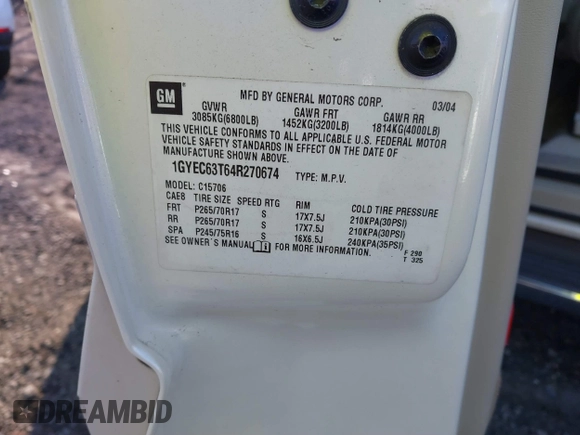 GM
MFD BY GENERAL MOTORS CORP. 03/04
GVWR GAWR FRT GAWR RR
3085KG(6800LB) 1452KG(3200LB) 1814KG(4000LB)
THIS VEHICLE CONFORMS TO ALL APPLICABLE U.S. FEDERAL MOTOR
VEHICLE SAFETY STANDARDS IN EFFECT ON THE DATE OF
MANUFACTURE SHOWN ABOVE.
1GYEC63T64R270674 TYPE: M.P.V.
MODEL: C15706
CAEB TIRE SIZE SPEED RTG RIM COLD TIRE PRESSURE
FRT P265/70R17 S 17X7.5J 210KPA(30PSI)
RR P265/70R17 S 17X7.5J 210KPA(30PSI)
SPA P245/75R16 S 16X6.5J 240KPA(35PSI)
SEE OWNER'S MANUAL FOR MORE INFORMATION.
F 290
T 325
DREAMBID